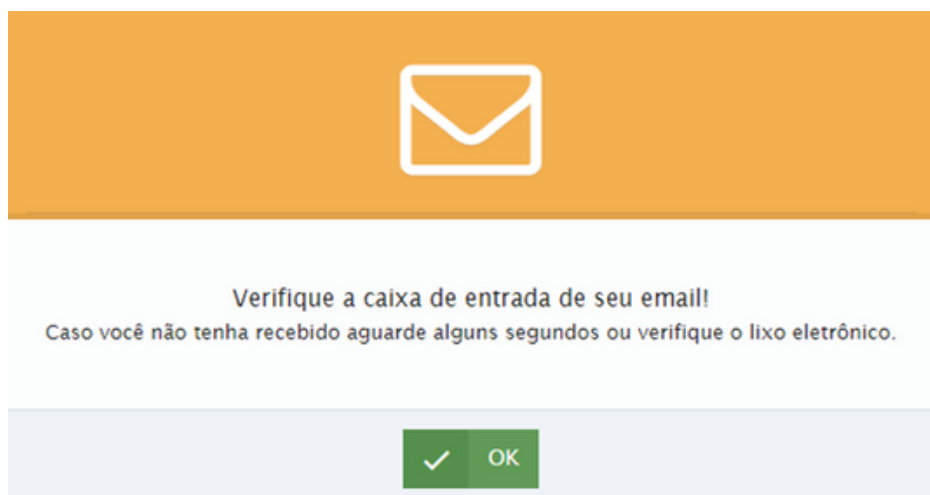 Verifique a caixa de entrada de seu email!
Caso você não tenha recebido aguarde alguns segundos ou verifique o lixo eletrônico.
OK